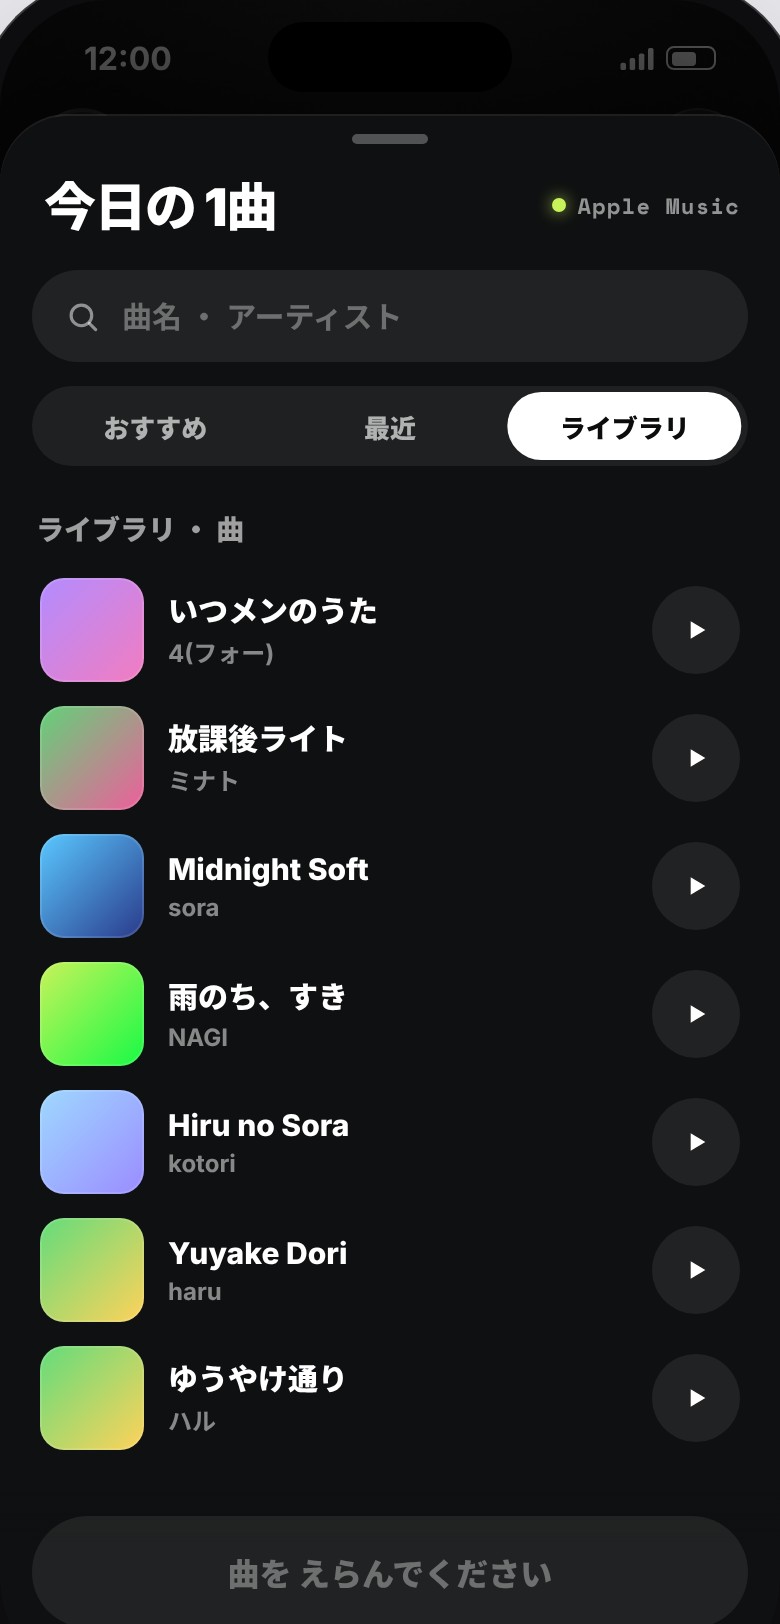 12:00
今日の1曲
Apple Music
曲名 ・ アーティスト
おすすめ
最近
ライブラリ
ライブラリ ・ 曲
いつメンのうた
4(フォー)
放課後ライト
ミナト
Midnight Soft
sora
雨のち、すき
NAGI
Hiru no Sora
kotori
Yuyake Dori
haru
ゆうやけ通り
ハル
曲を えらんでください